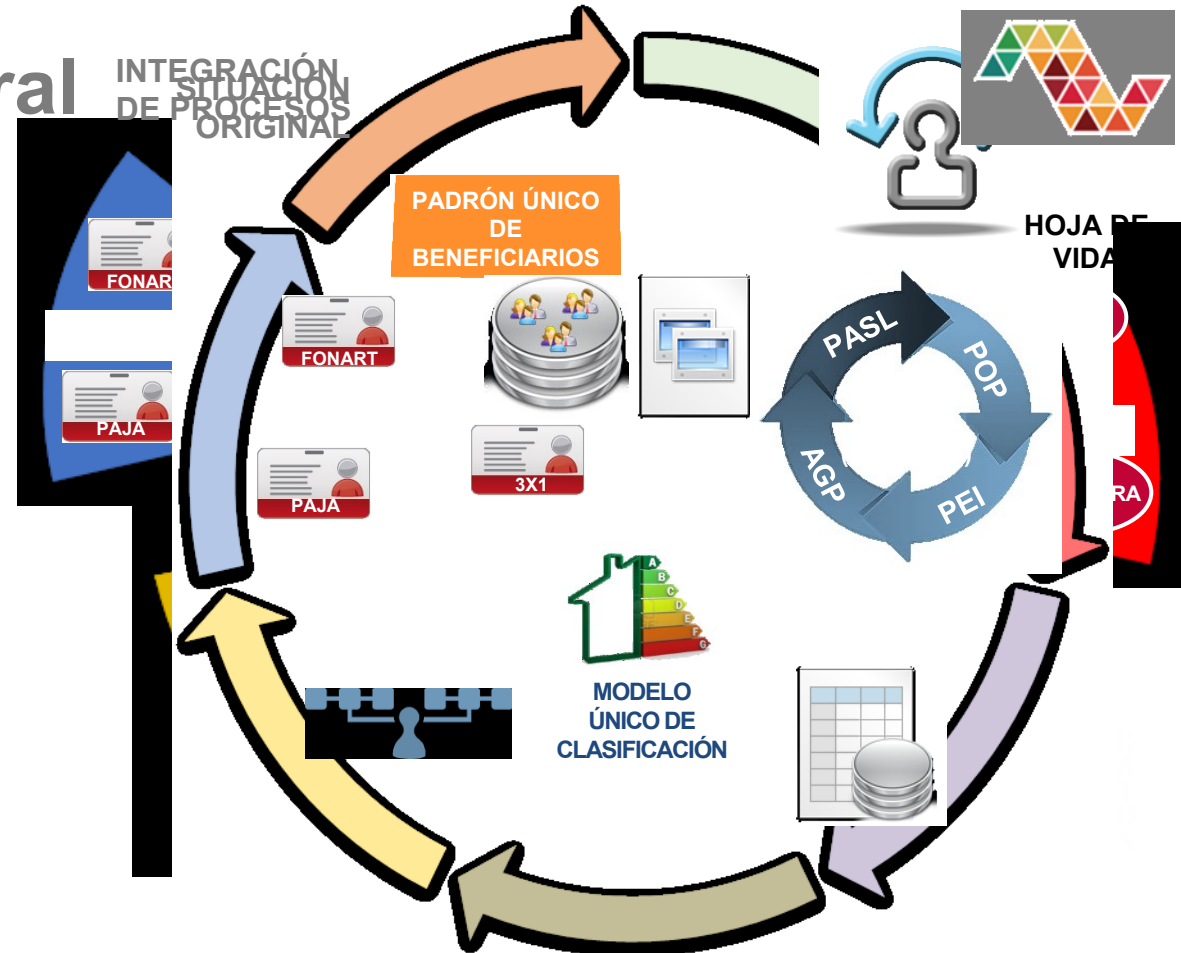 ral
INTEGRACIÓN
DE PROCESOS
SITUACIÓN
ORIGINAL
PADRÓN ÚNICO
DE
BENEFICIARIOS
HOJA DE
VIDA
FONAR
FONART
PAJA
PAJA
3X1
PASL
POP
PEI
AGP
RA
A
B
C
D
E
F
G
MODELO
ÚNICO DE
CLASIFICACIÓN